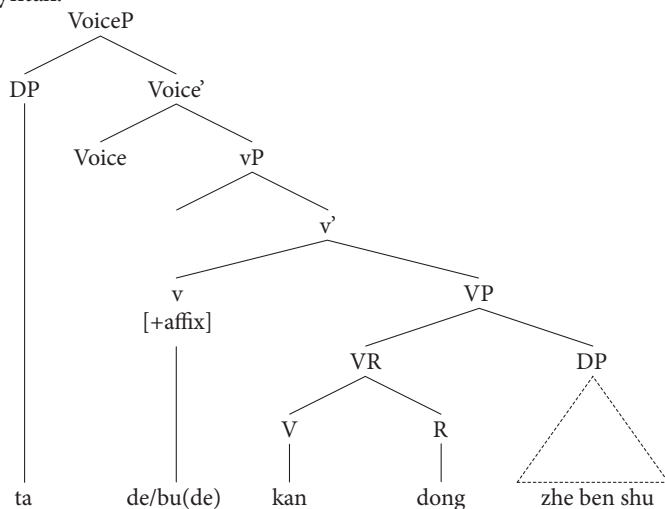 VoiceP
DP Voice’
Voice vP
v’
v VP
[+affix]
VR DP
V R
ta de/bu(de) kan dong zhe ben shu